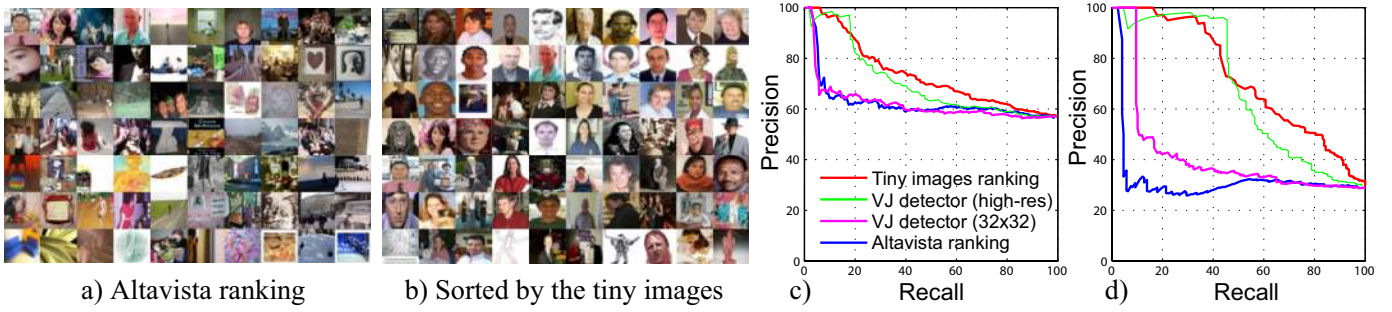 a) Altavista ranking
b) Sorted by the tiny images
100
80
60
40
20
0
Precision
0 20 40 60 80 100
Recall
c)
Tiny images ranking
VJ detector (high-res)
VJ detector (32x32)
Altavista ranking
100
80
60
40
20
0
Precision
0 20 40 60 80 100
Recall
d)